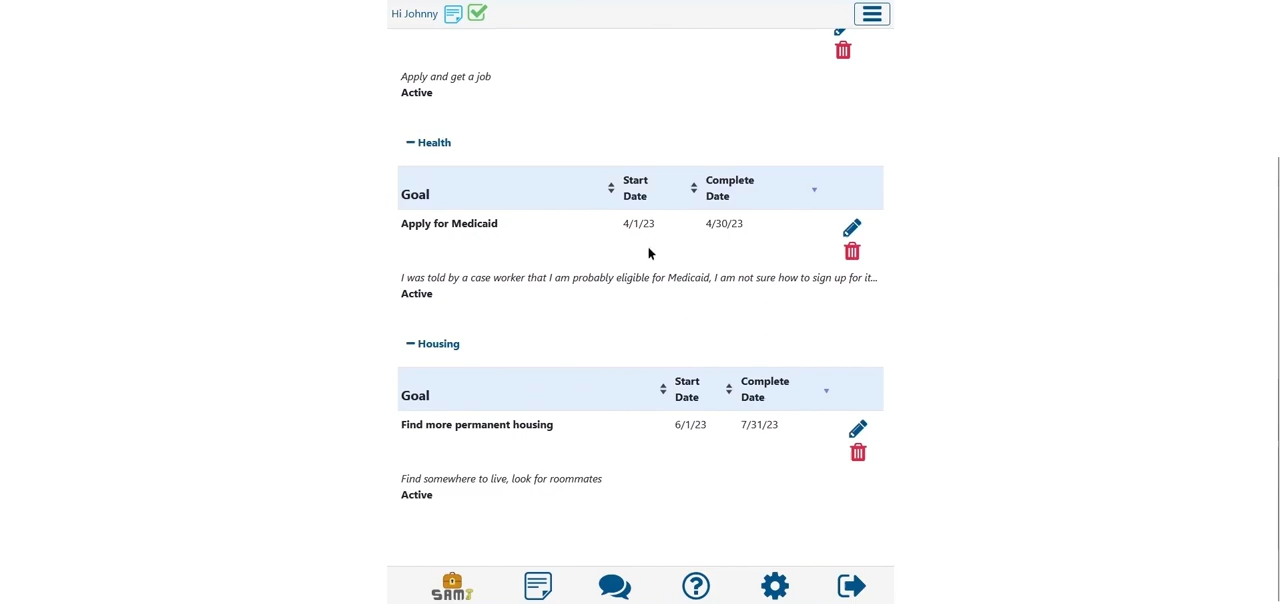 Hi Johnny
Apply and get a job
Active
Health
Goal
Start Date
Complete Date
Apply for Medicaid
4/1/23
4/30/23
I was told by a case worker that I am probably eligible for Medicaid, I am not sure how to sign up for it...
Active
Housing
Goal
Start Date
Complete Date
Find more permanent housing
6/1/23
7/31/23
Find somewhere to live, look for roommates
Active
SAMI